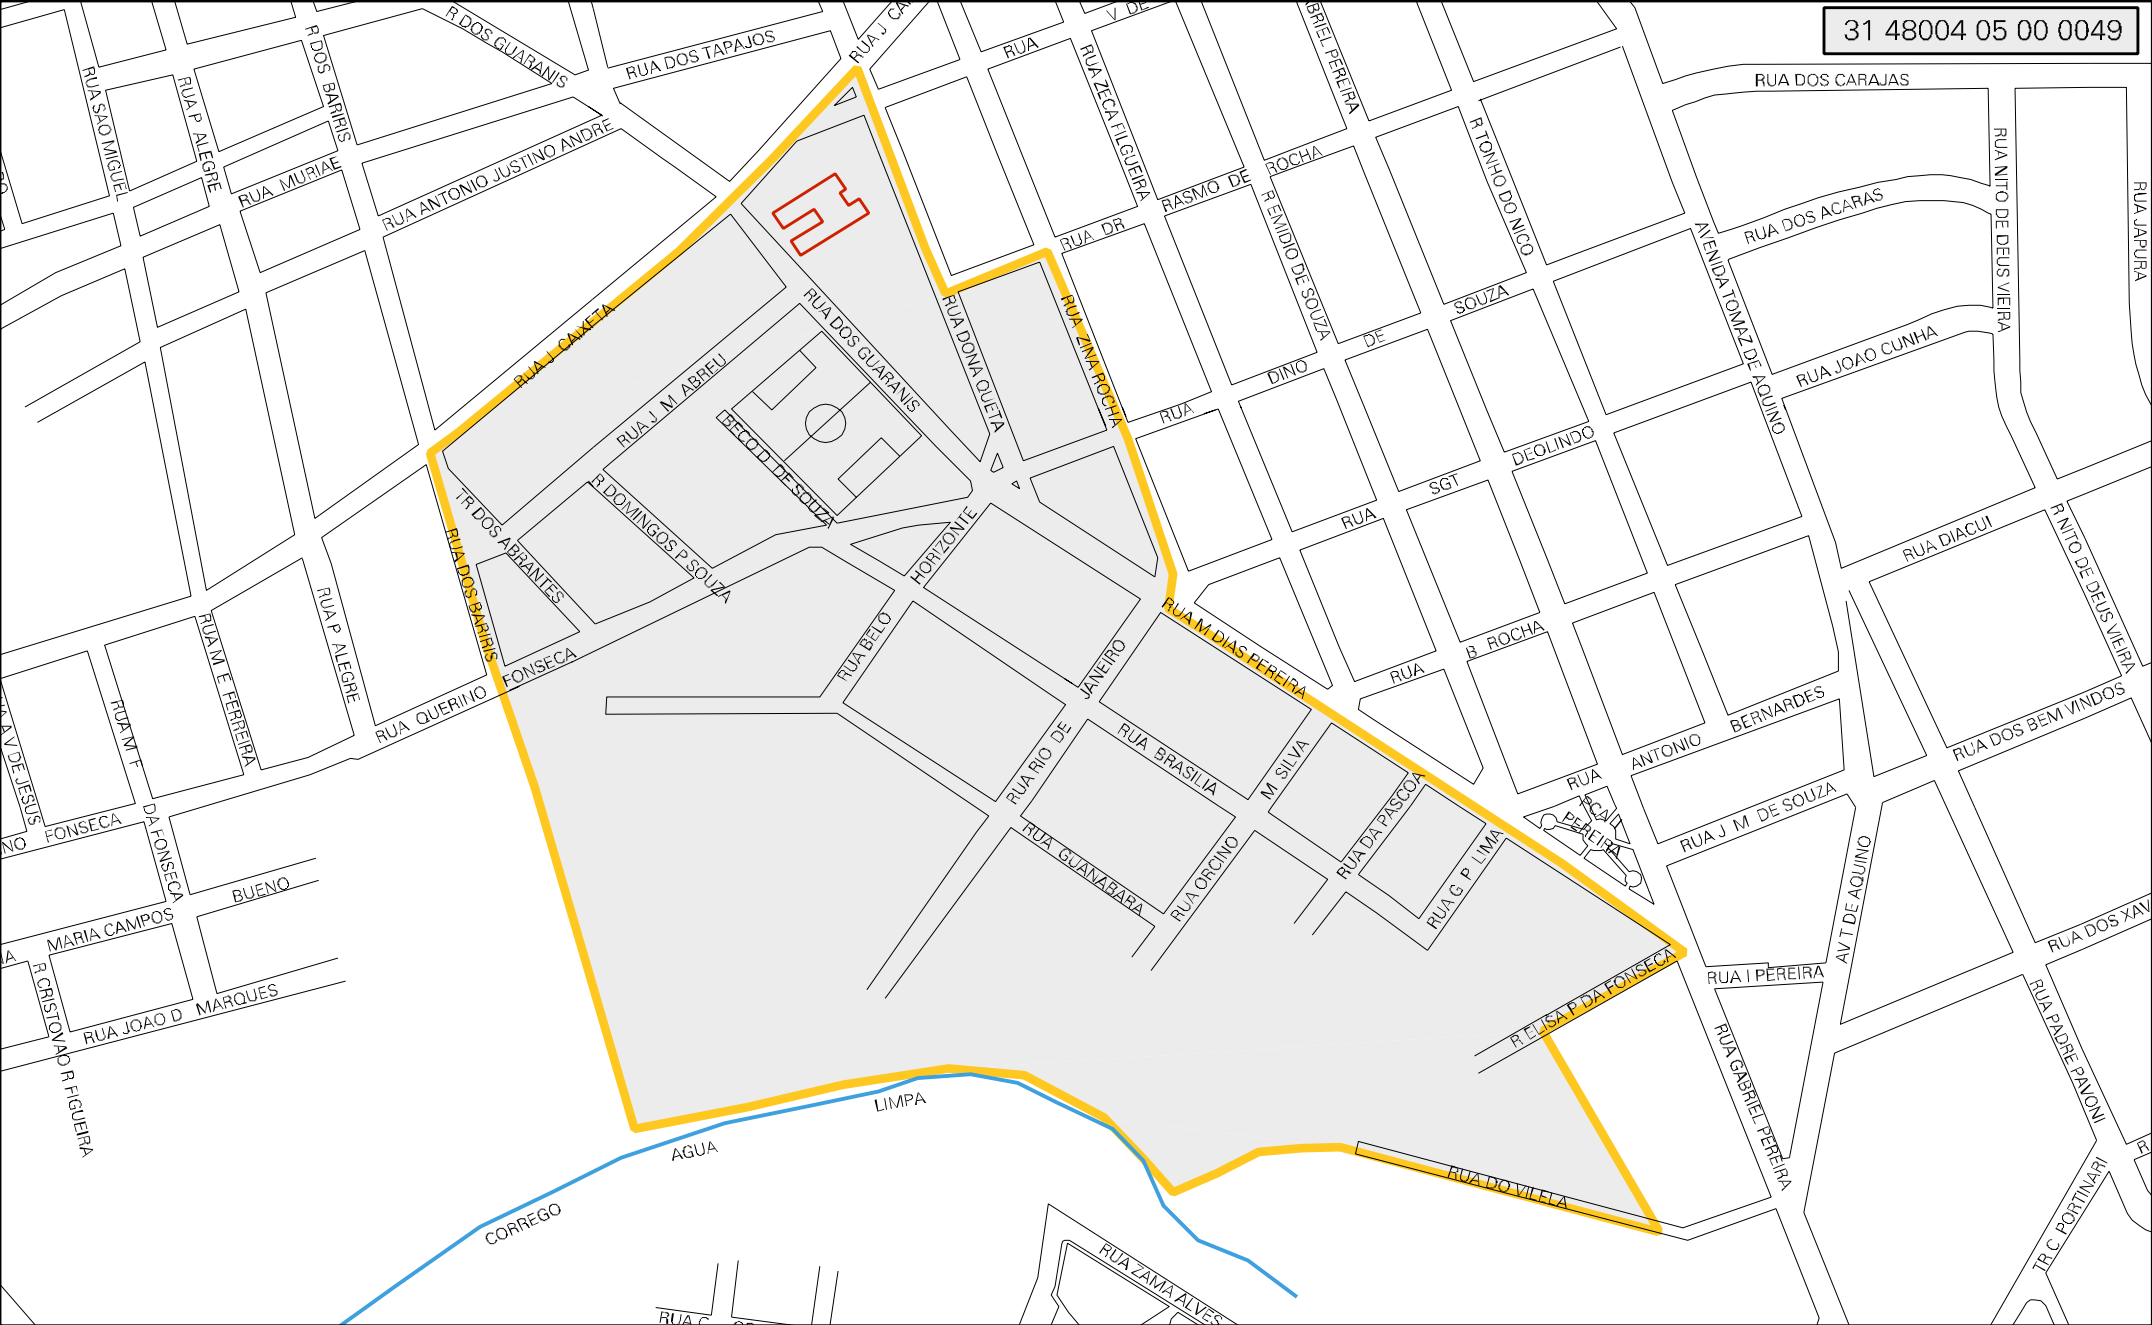 31 48004 05 00 0049
R DOS GUARANIS
RUA DOS TAPAJOS
RUA J CA
RUA
V DE
BRIEL PEREIRA
RUA DOS CARAJAS
RUA SAO MIGUEL
RUA P ALEGRE
R DOS BARIRIS
RUA MURIAE
RUA ANTONIO JUSTINO ANDRE
RUA ZECA FILGUEIRA
RUA DR
RASMO DE
ROCHA
R EMIDIO DE SOUZA
R TONHO DO NICO
RUA NITO DE DEUS VIEIRA
RUA JAPURA
RUA DOS ACARAS
AVENIDA TOMAZ DE AQUINO
RUA JOAO CUNHA
RUA J CAIXETA
RUA DOS GUARANIS
RUA DONA QUETA
RUA ZINA ROCHA
RUA
DINO
DE
SOUZA
RUA J M ABREU
BECO D DE SOUZA
R DOMINGOS P SOUZA
TR DOS ABRANTES
RUA DOS BARIRIS
HORIZONTE
RUA BELO
RUA
SGT
DEOLINDO
RUA DIACUI
R NITO DE DEUS VIEIRA
RUA P ALEGRE
RUA M E FERREIRA
RUA QUERINO
FONSECA
RUA M DIAS PEREIRA
JANEIRO
RUA RIO DE
RUA
B ROCHA
RUA
ANTONIO
BERNARDES
RUA DOS BEM VINDOS
A V DE JESUS
RUA M F
DA FONSECA
NO
FONSECA
RUA BRASILIA
M SILVA
RUA ORCINO
RUA DA PASCOA
RUA G P LIMA
RUA GUANABARA
PEREIRA
RUA J M DE SOUZA
AV T DE AQUINO
BUENO
MARIA CAMPOS
IA
R CRISTOVAO R FIGUEIRA
RUA JOAO D
MARQUES
R ELISA P DA FONSECA
RUA I PEREIRA
RUA DOS XAV
RUA GABRIEL PEREIRA
RUA PADRE PAVONI
LIMPA
AGUA
CORREGO
RUA DO VILELA
TR C PORTINARI
R
RUA ZAMA ALVES
RUA C